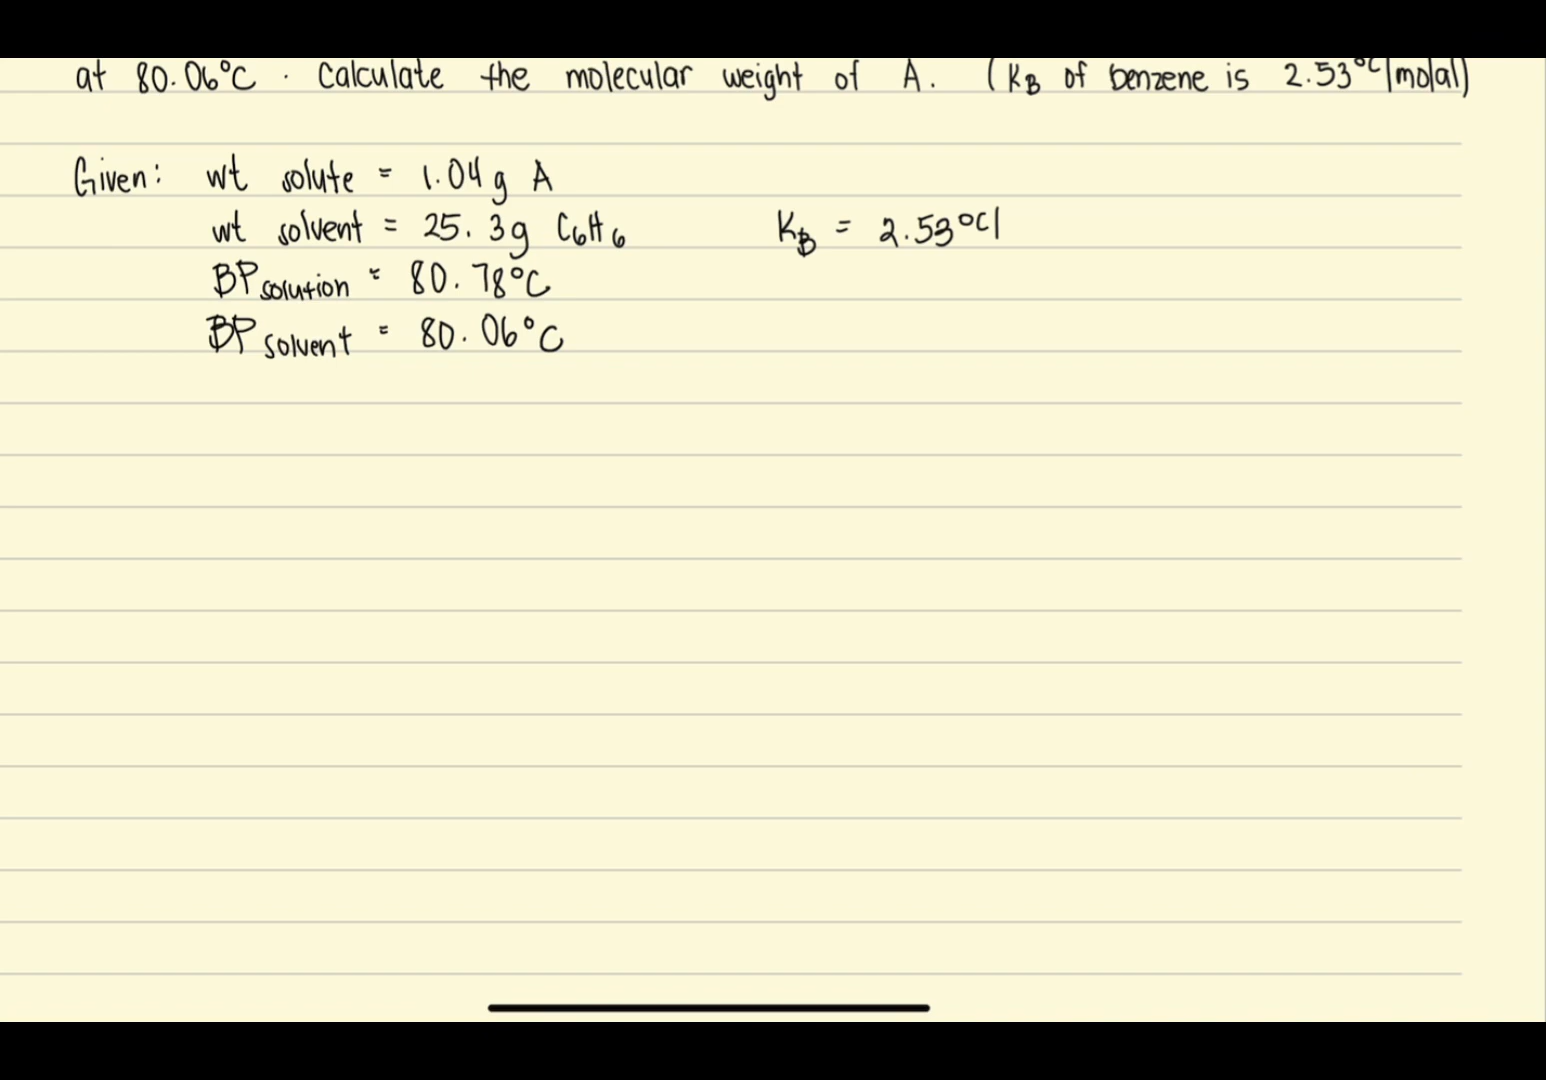 at 80.06°C. Calculate the molecular weight of A. (KB of benzene is 2.53°C/molal)
Given: wt solute = 1.04g A
wt solvent = 25.3g C6H6 KB = 2.53°C/
BP solution = 80.78°C
BP solvent = 80.06°C